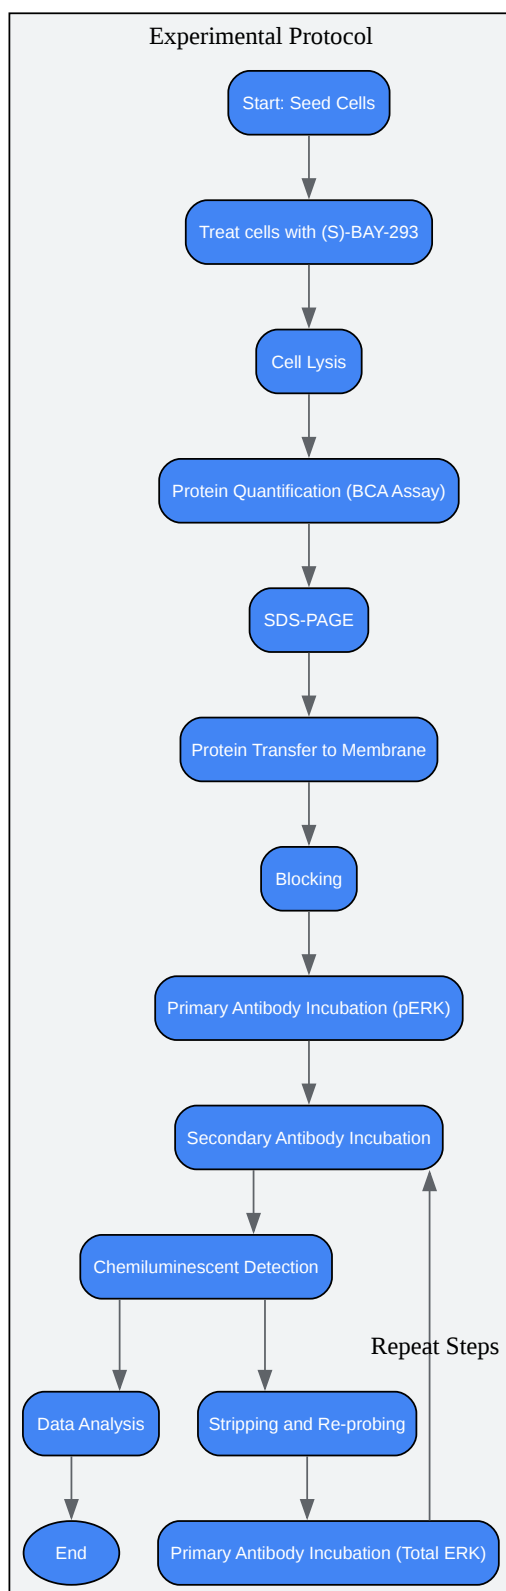 Experimental Protocol
Start: Seed Cells
Treat cells with (S)-BAY-293
Cell Lysis
Protein Quantification (BCA Assay)
SDS-PAGE
Protein Transfer to Membrane
Blocking
Primary Antibody Incubation (pERK)
Secondary Antibody Incubation
Chemiluminescent Detection
Repeat Steps
Data Analysis
Stripping and Re-probing
End
Primary Antibody Incubation (Total ERK)